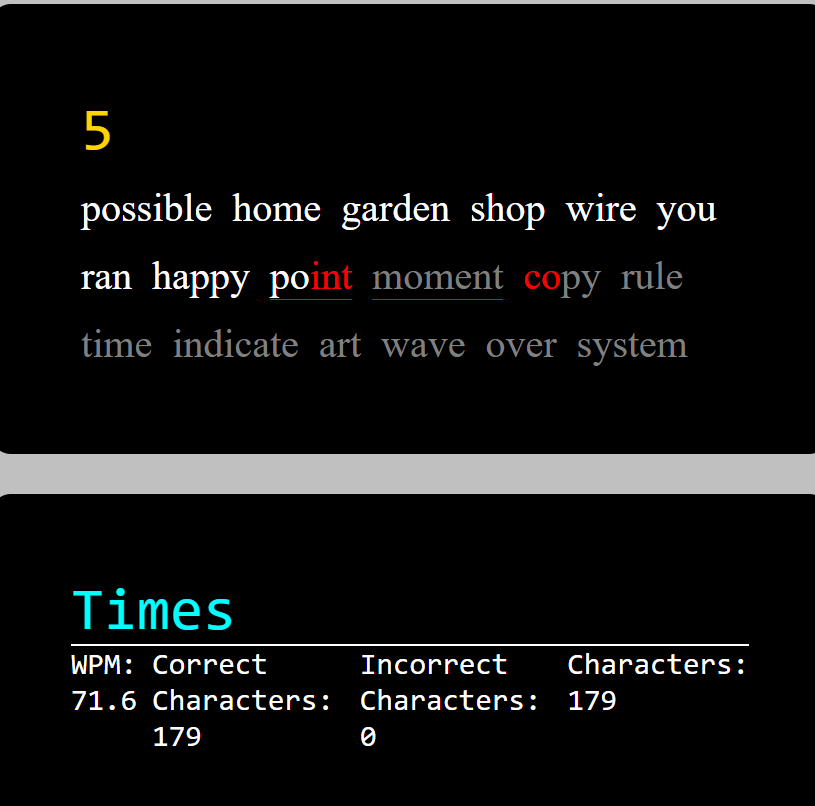 5
possible home garden shop wire you
ran happy point moment copy rule
time indicate art wave over system
Times
WPM: Correct Incorrect Characters:
71.6 Characters: Characters: 179
179 0